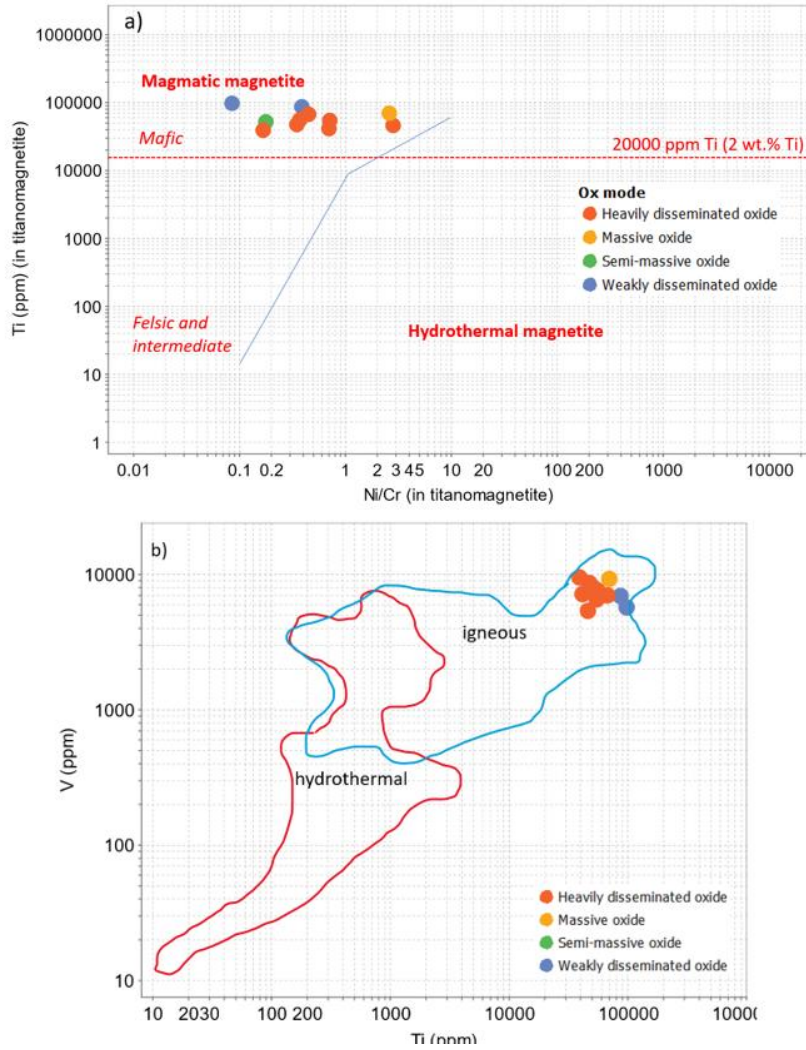 a)
1000000
Magmatic magnetite
100000
Mafic
20000 ppm Ti (2 wt.% Ti)
10000
Ox mode
Heavily disseminated oxide
Massive oxide
Semi-massive oxide
Weakly disseminated oxide
1000
100
Felsic and
intermediate
Hydrothermal magnetite
10
1
Ti (ppm) (in titanomagnetite)
0.01 0.1 0.2 1 2 3 4 5 10 20 100 200 1000 10000
Ni/Cr (in titanomagnetite)
b)
10000
igneous
1000
V (ppm)
hydrothermal
100
Heavily disseminated oxide
Massive oxide
Semi-massive oxide
Weakly disseminated oxide
10
10 20 30 100 200 1000 10000 100000 10000
Ti (ppm)